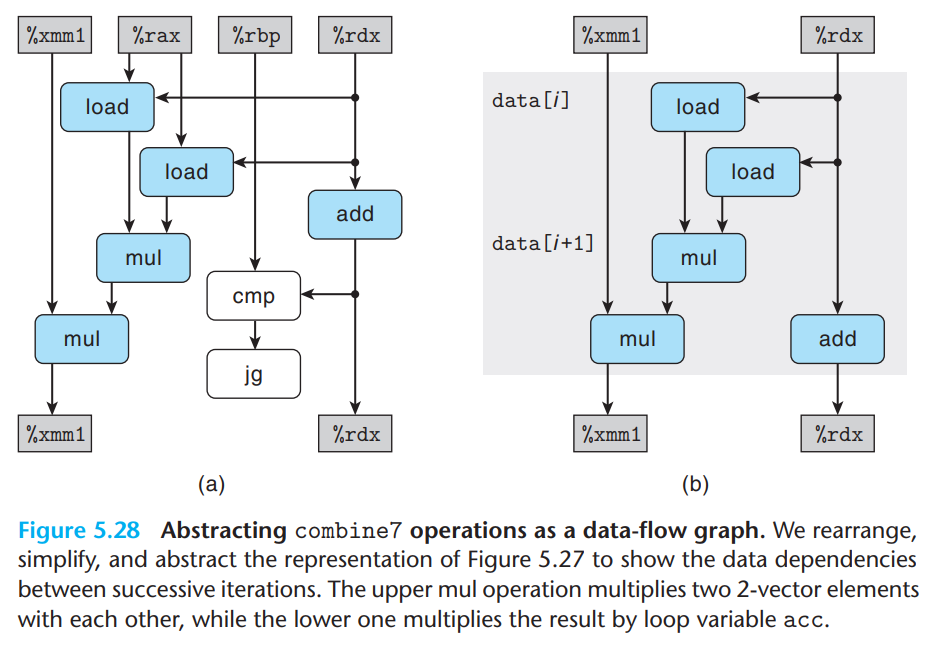 %xmm1 %rax %rbp %rdx
load
load
add
mul
cmp
mul
jg
%xmm1 %rdx
(a)
%xmm1 %rdx
data[i] load
load
data[i+1] mul
mul add
%xmm1 %rdx
(b)
Figure 5.28 Abstracting combine7 operations as a data-flow graph. We rearrange,
simplify, and abstract the representation of Figure 5.27 to show the data dependencies
between successive iterations. The upper mul operation multiplies two 2-vector elements
with each other, while the lower one multiplies the result by loop variable acc.